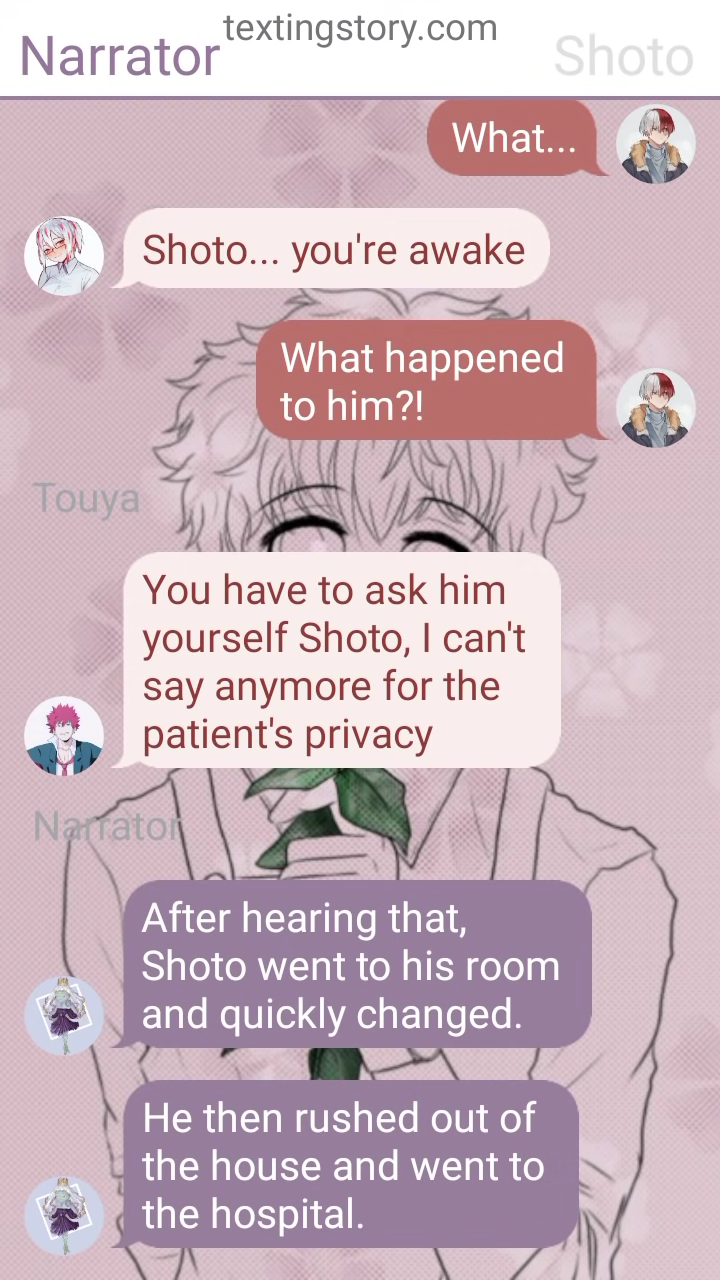 textingstory.com
Narrator
Shoto
What...
Shoto... you're awake
What happened
to him?!
Touya
You have to ask him
yourself Shoto, I can't
say anymore for the
patient's privacy
Narrator
After hearing that,
Shoto went to his room
and quickly changed.
He then rushed out of
the house and went to
the hospital.